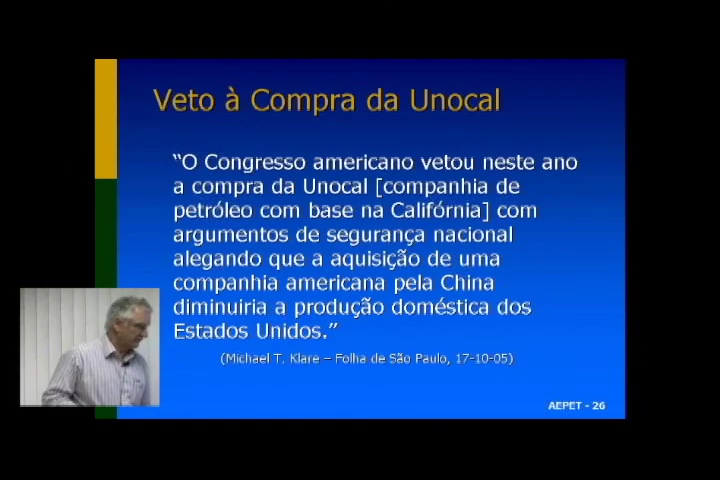 Veto à Compra da Unocal
“O Congresso americano vetou neste ano
a compra da Unocal [companhia de
petróleo com base na Califórnia] com
argumentos de segurança nacional
alegando que a aquisição de uma
companhia americana pela China
diminuiria a produção doméstica dos
Estados Unidos.”
(Michael T. Klare – Folha de São Paulo, 17-10-05)
AEPET - 26